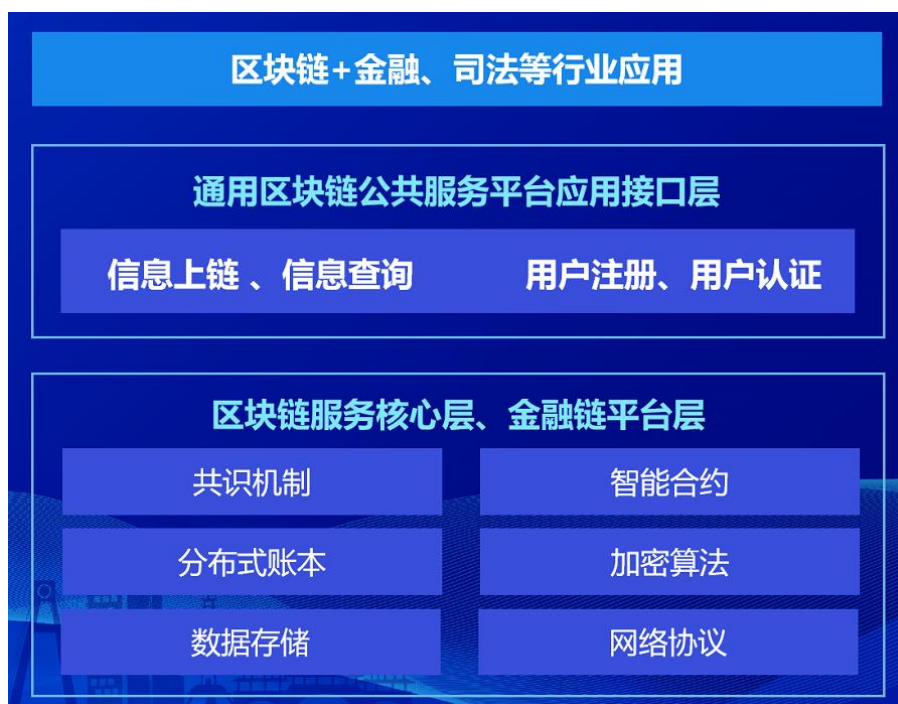 区块链+金融、司法等行业应用
通用区块链公共服务平台应用接口层
信息上链 、信息查询
用户注册、用户认证
区块链服务核心层、金融链平台层
共识机制
智能合约
分布式账本
加密算法
数据存储
网络协议